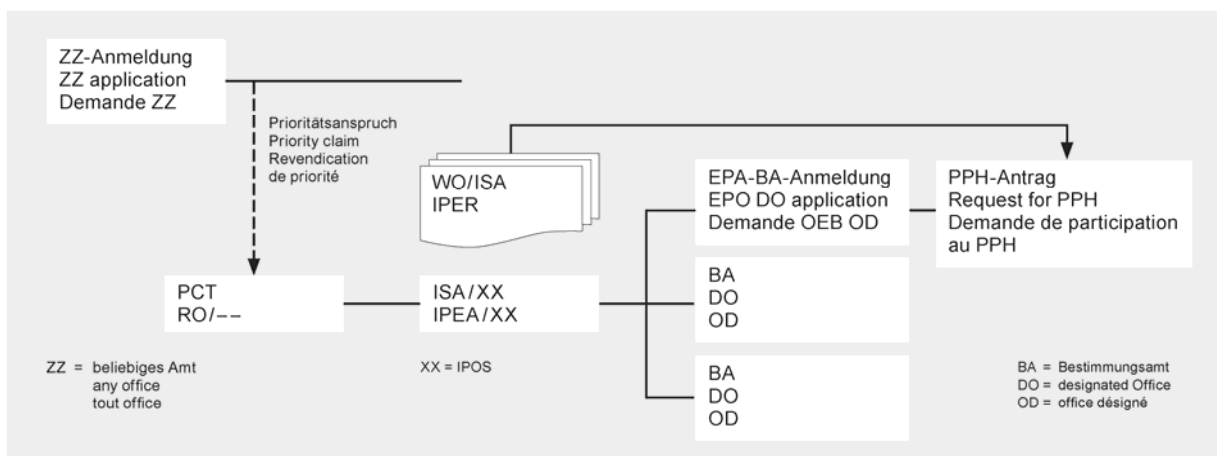 ZZ-Anmeldung
ZZ application
Demande ZZ
Prioritätsanspruch
Priority claim
Revendication
de priorité
WO/ISA
IPER
EPA-BA-Anmeldung
EPO DO application
Demande OEB OD
PPH-Antrag
Request for PPH
Demande de participation
au PPH
PCT
RO/––
ISA/XX
IPEA/XX
BA
DO
OD
BA
DO
OD
ZZ = beliebiges Amt
any office
tout office
XX = IPOS
BA = Bestimmungsamt
DO = designated Office
OD = office désigné